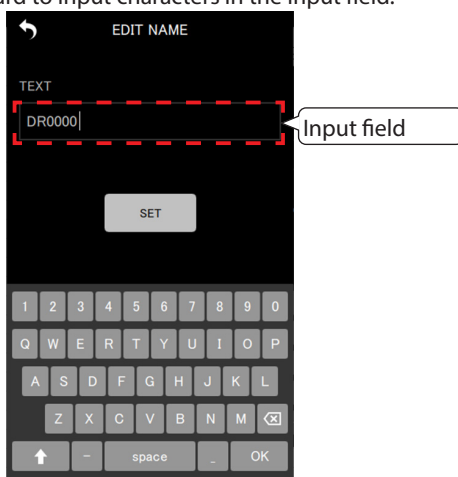 ard to input characters in the input field.
EDIT NAME
TEXT
DR0000
Input field
SET
1 2 3 4 5 6 7 8 9 0
Q W E R T Y U I O P
A S D F G H J K L
Z X C V B N M
- space _ OK